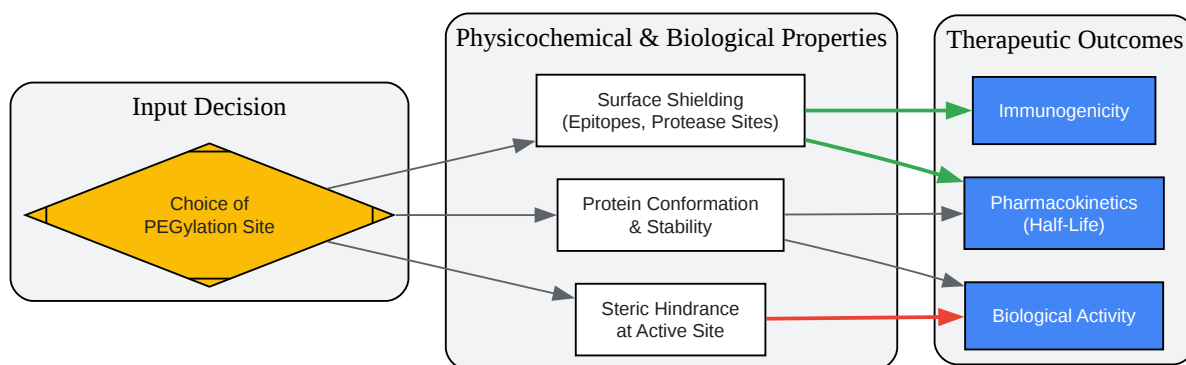 Input Decision
Choice of
PEGylation Site
Physicochemical & Biological Properties
Surface Shielding
(Epitopes, Protease Sites)
Protein Conformation
& Stability
Steric Hindrance
at Active Site
Therapeutic Outcomes
Immunogenicity
Pharmacokinetics
(Half-Life)
Biological Activity